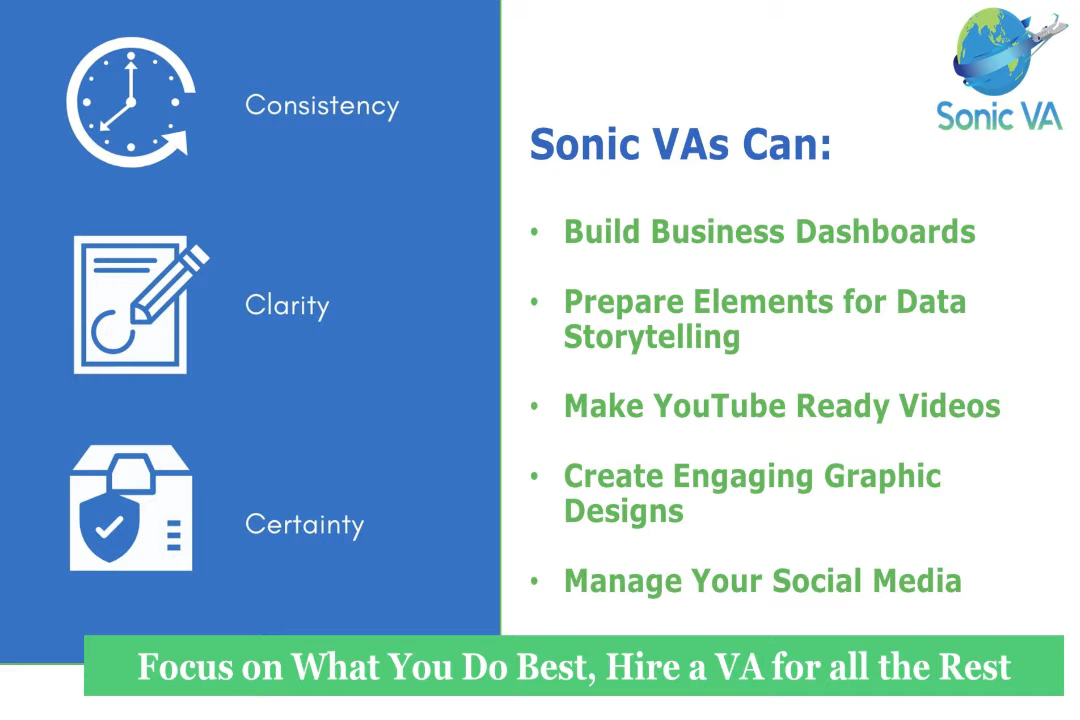 Consistency
Clarity
Certainty
Sonic VA
Sonic VAs Can:
• Build Business Dashboards
• Prepare Elements for Data
Storytelling
• Make YouTube Ready Videos
• Create Engaging Graphic
Designs
• Manage Your Social Media
Focus on What You Do Best, Hire a VA for all the Rest